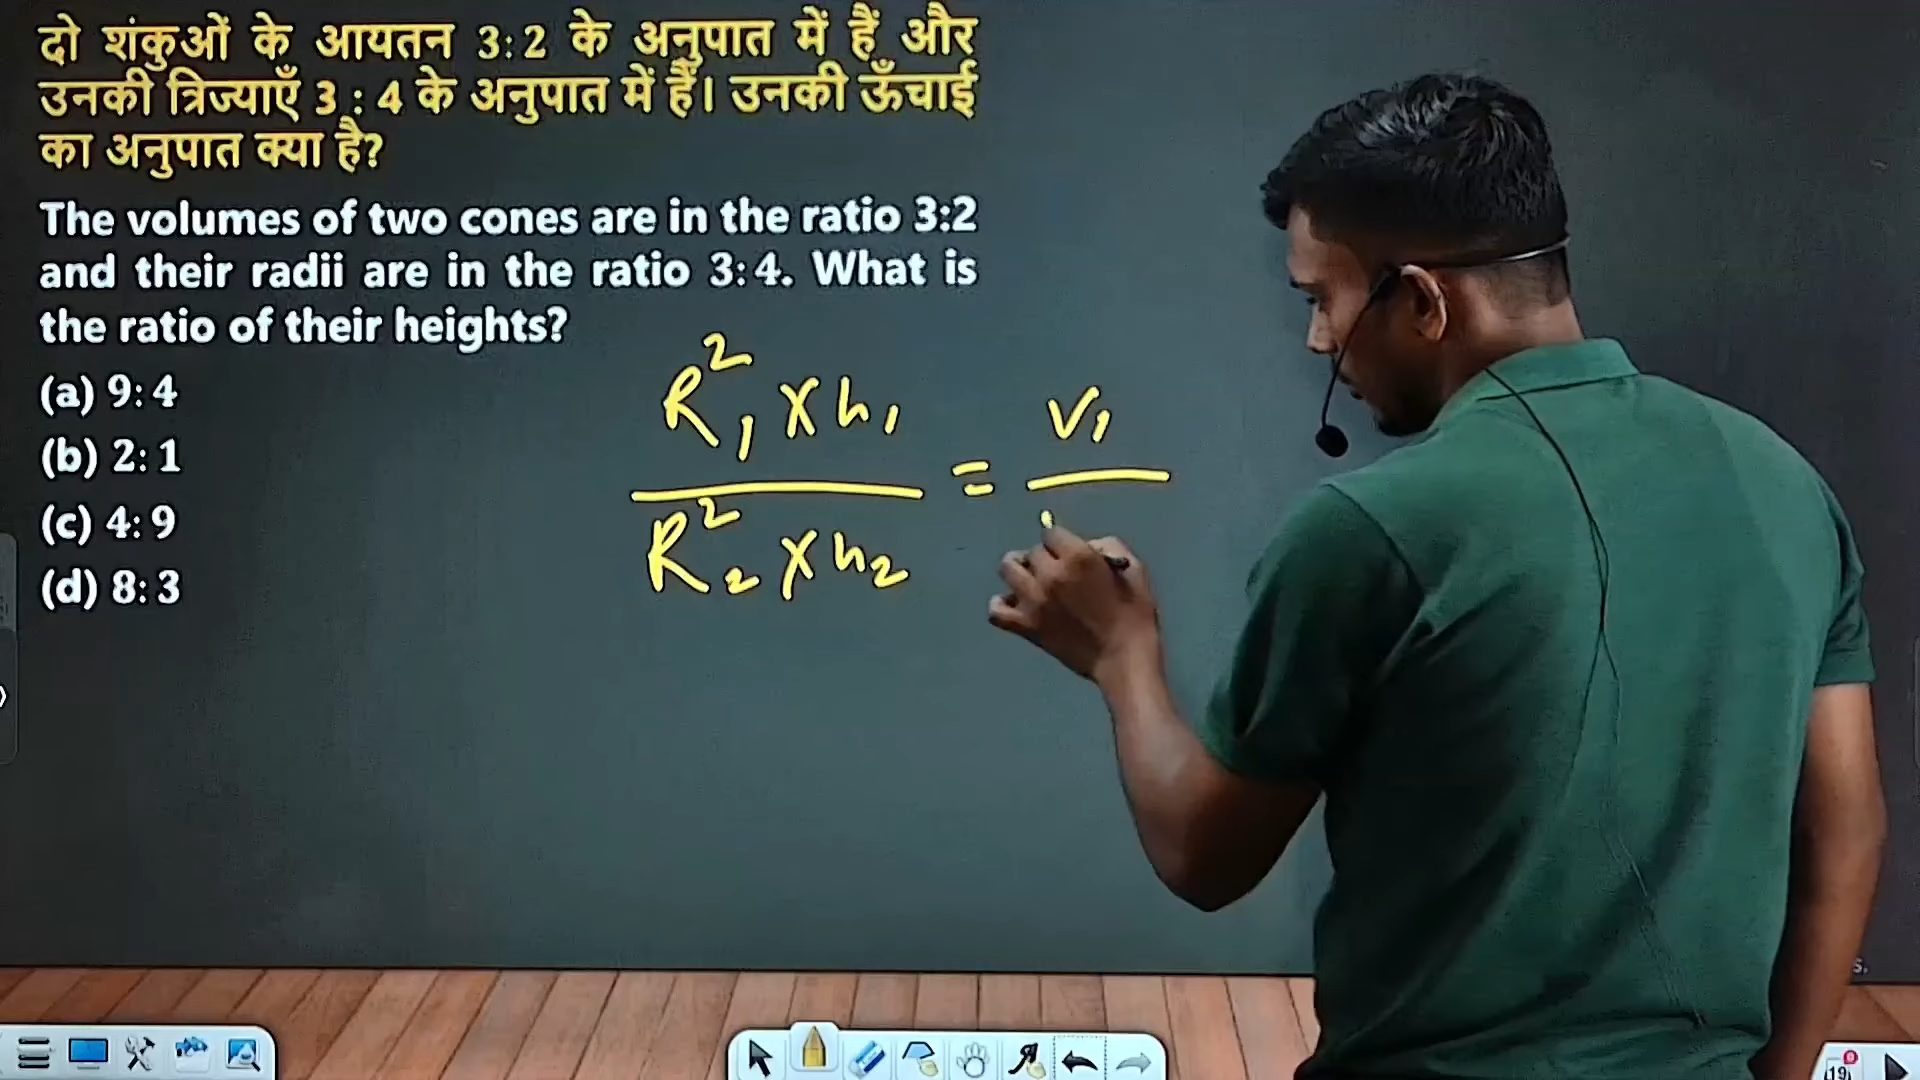 दो शंकुओं के आयतन 3:2 के अनुपात में हैं और
उनकी त्रिज्याएँ 3 : 4 के अनुपात में हैं। उनकी ऊँचाई
का अनुपात क्या है?
The volumes of two cones are in the ratio 3:2
and their radii are in the ratio 3:4. What is
the ratio of their heights?
(a) 9:4
(b) 2:1
(c) 4:9
(d) 8:3
R₁² x h₁ = V₁
R₂² x h₂
19